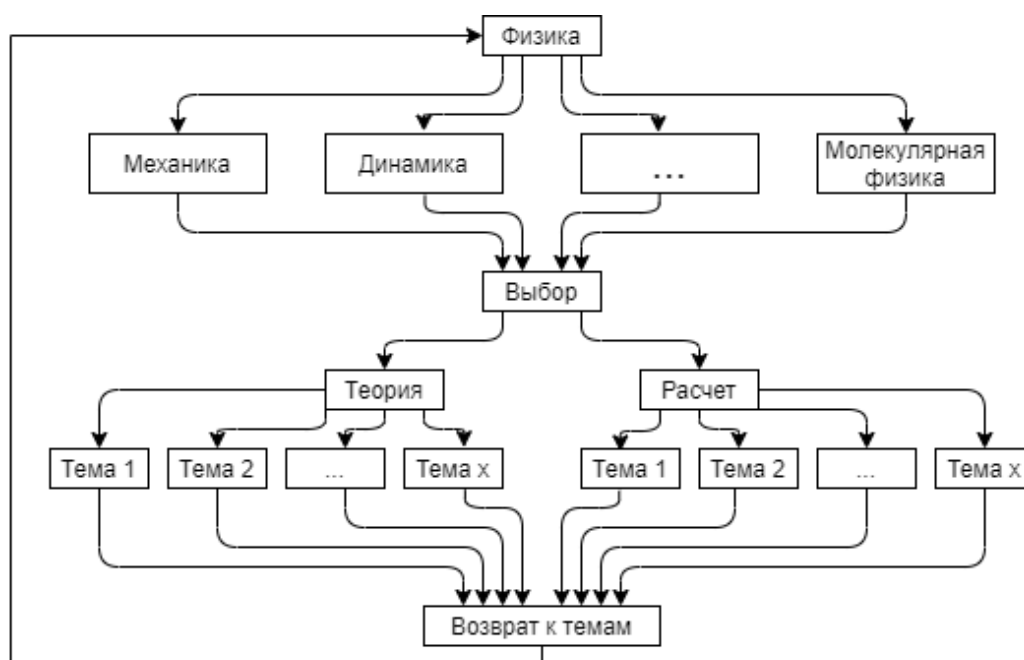 Физика
Механика
Динамика
...
Молекулярная
физика
Выбор
Теория
Расчет
Тема 1
Тема 2
...
Тема x
Тема 1
Тема 2
...
Тема x
Возврат к темам